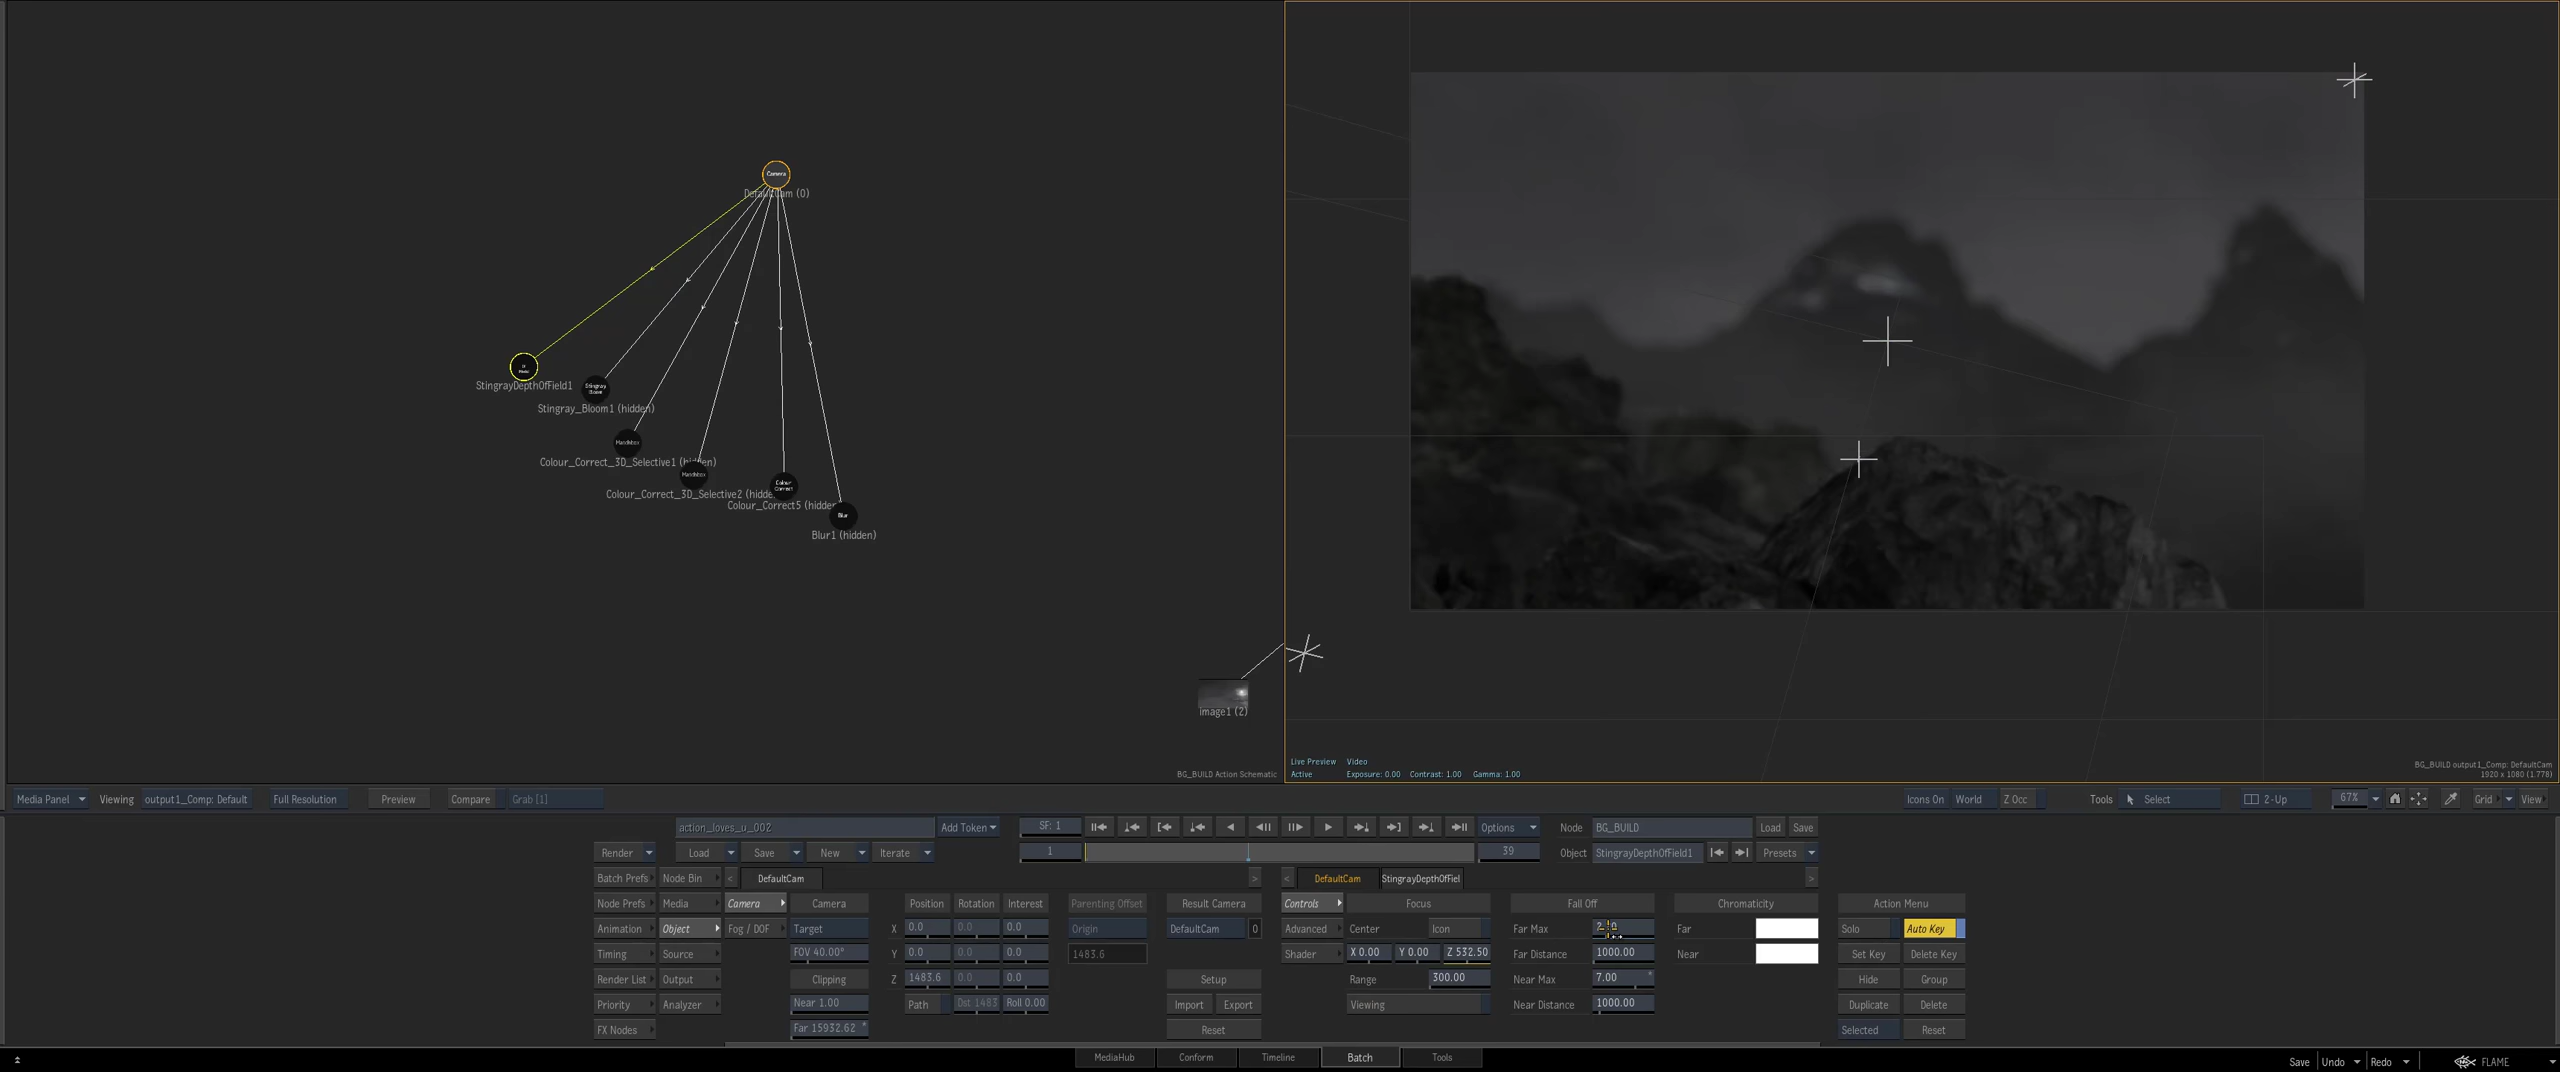 Camera
DefaultCam (0)
StingrayDepthOfField1
Stingray
Bloom
Stingray_Bloom1 (hidden)
Matchbox
Colour_Correct_3D_Selective1 (hidden)
Matchbox
Colour_Correct_3D_Selective2 (hidde
Colour
Correct
Colour_Correct5 (hidden
Blur
Blur1 (hidden)
image1 (2)
BG_BUILD Action Schematic
Live Preview Video
Active Exposure: 0.00 Contrast: 1.00 Gamma: 1.00
BG_BUILD output1_Comp: DefaultCam
1920 x 1080 (1.778)
Media Panel Viewing output1_Comp: Default Full Resolution Preview Compare Grab [1] Icons On World Z Occ Tools Select 2-Up 67% Grid View
action_loves_u_002 Add Token SF: 1 Options Node BG_BUILD Load Save
Render Load Save New Iterate 1 39 Object StingrayDepthOfField1 Presets
Batch Prefs Node Bin < DefaultCam > < DefaultCam StingrayDepthOfFiel >
Node Prefs Media Camera Camera Position Rotation Interest Parenting Offset Result Camera Controls Focus Fall Off Chromaticity Action Menu
Animation Object Fog / DOF Target X 0.0 0.0 0.0 Origin DefaultCam 0 Advanced Center Icon Far Max Far Solo Auto Key
Timing Source FOV 40.00° Y 0.0 0.0 0.0 1483.6 Shader X 0.00 Y 0.00 Z 532.50 Far Distance 1000.00 Near Set Key Delete Key
Render List Output Clipping Z 1483.6 0.0 0.0 Setup Range 300.00 Near Max 7.00 Hide Group
Priority Analyzer Near 1.00 Path Dst 1483 Roll 0.00 Import Export Viewing Near Distance 1000.00 Duplicate Delete
FX Nodes Far 15932.62 Reset Selected Reset
MediaHub Conform Timeline Batch Tools Save Undo Redo FLAME